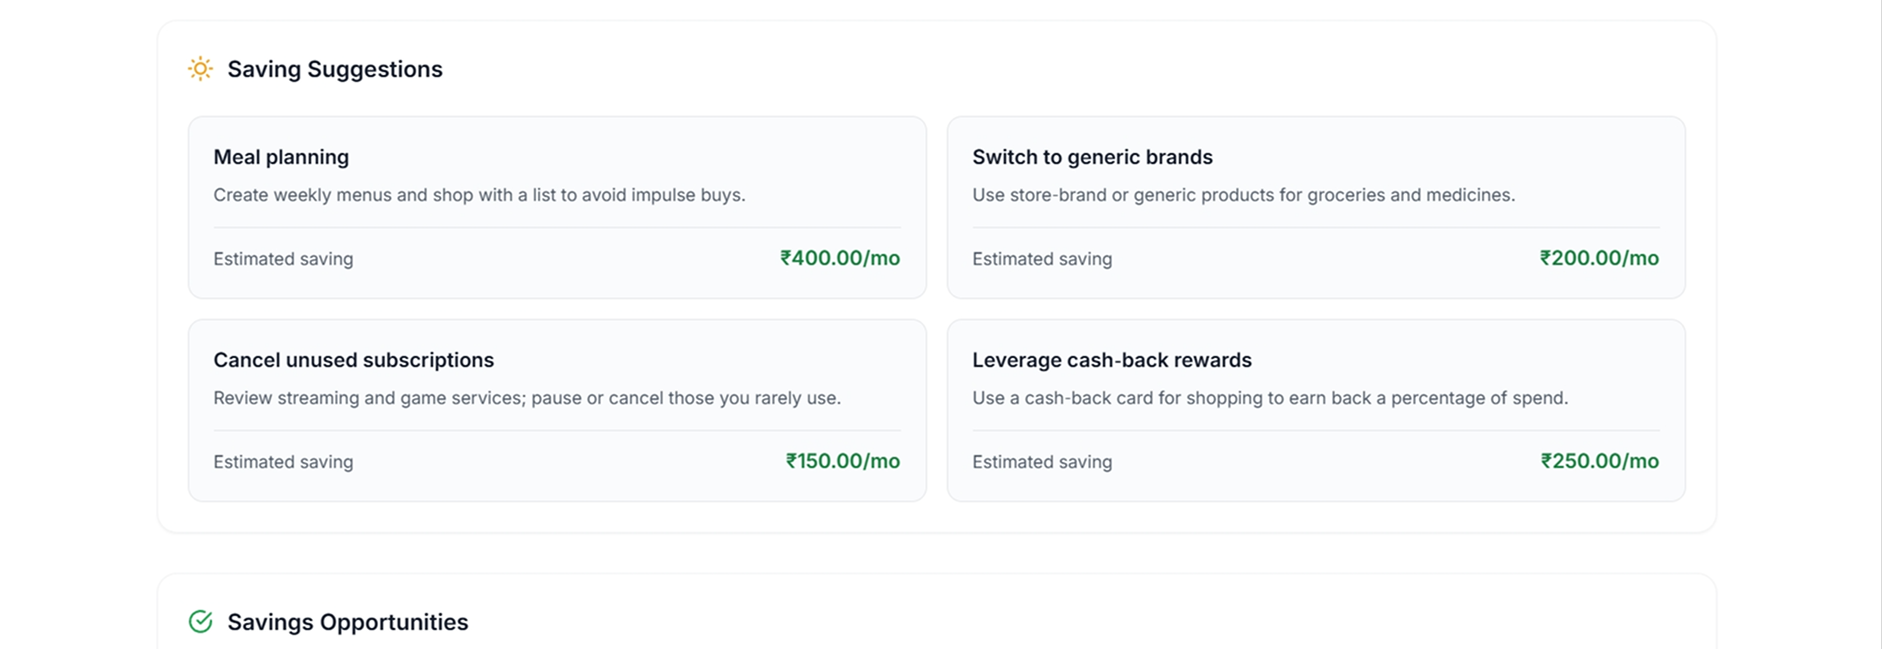 Saving Suggestions
Meal planning
Create weekly menus and shop with a list to avoid impulse buys.
Estimated saving ₹400.00/mo
Switch to generic brands
Use store-brand or generic products for groceries and medicines.
Estimated saving ₹200.00/mo
Cancel unused subscriptions
Review streaming and game services; pause or cancel those you rarely use.
Estimated saving ₹150.00/mo
Leverage cash-back rewards
Use a cash-back card for shopping to earn back a percentage of spend.
Estimated saving ₹250.00/mo
Savings Opportunities